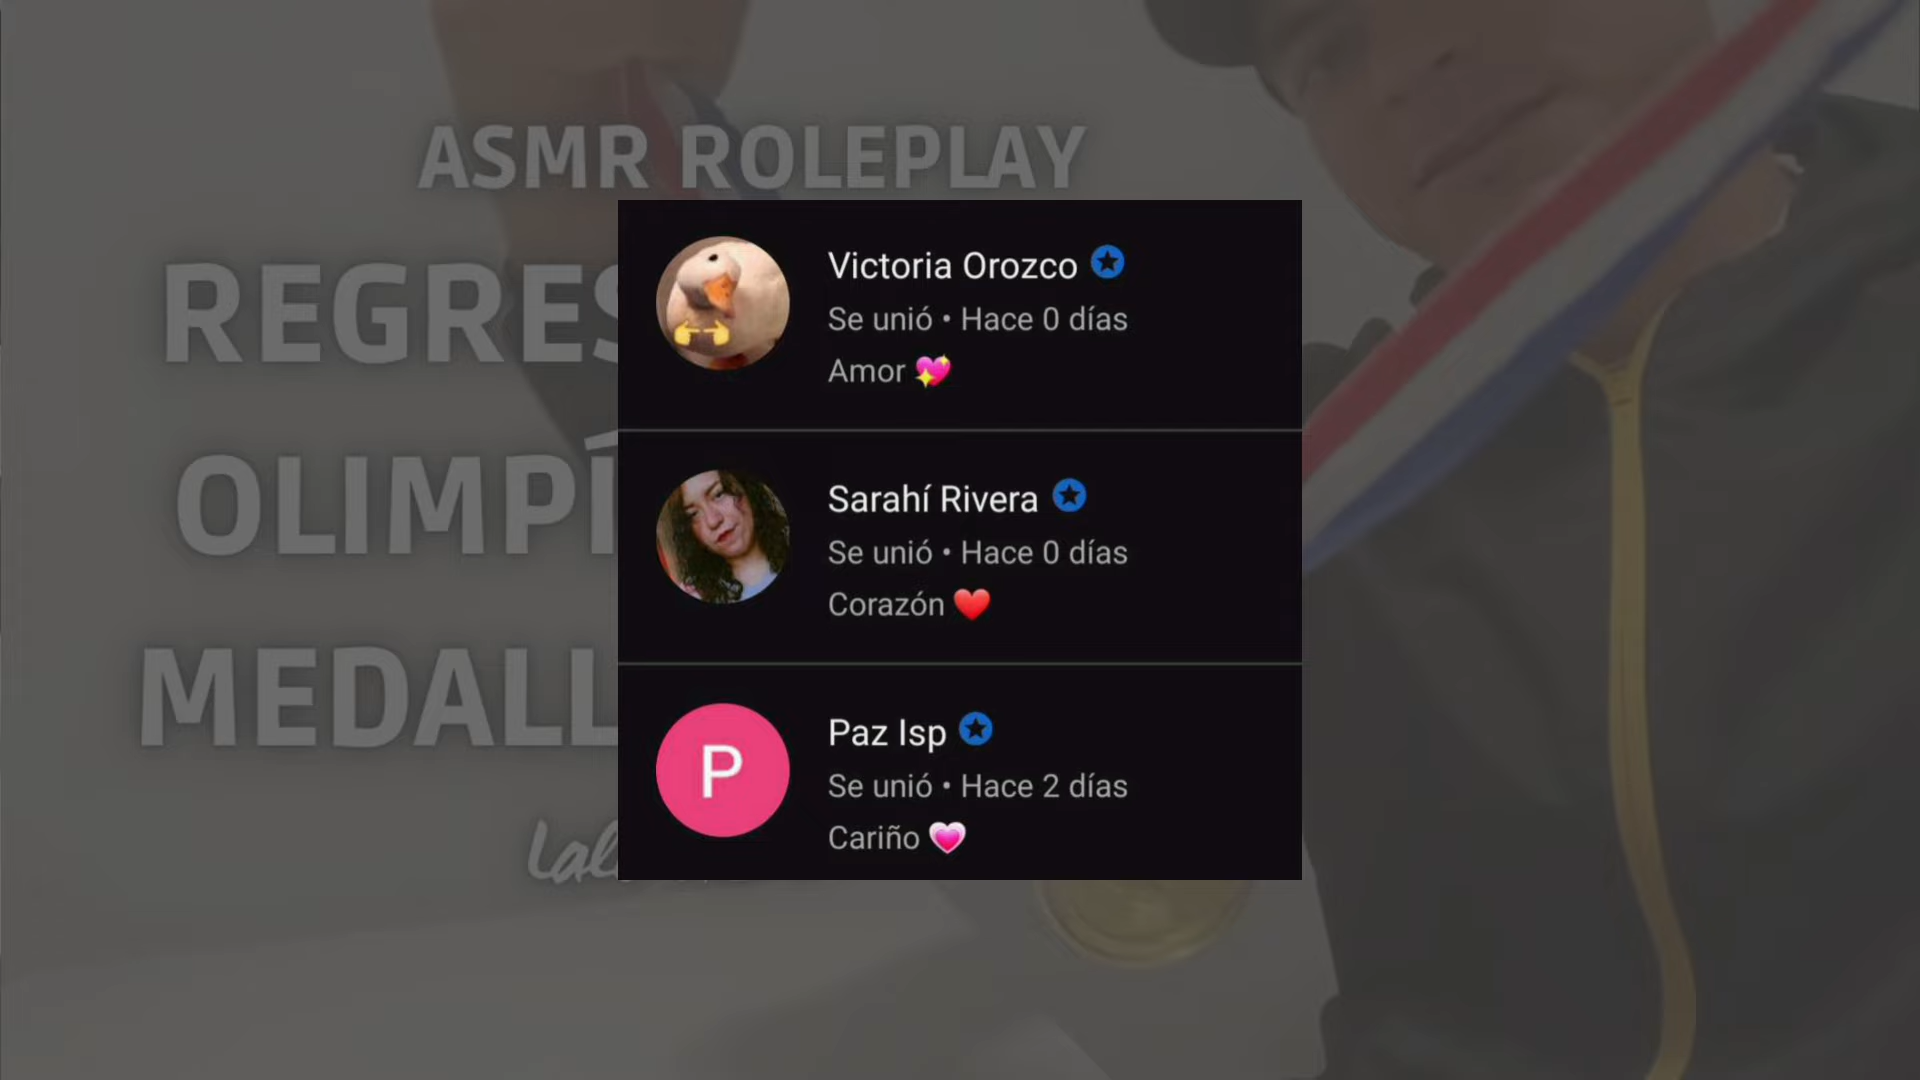 ASMR ROLEPLAY
REGRES
OLIMPÍ
MEDALL
Victoria Orozco
Se unió • Hace 0 días
Amor 💖
Sarahí Rivera
Se unió • Hace 0 días
Corazón ❤️
Paz Isp
Se unió • Hace 2 días
Cariño 💗
P